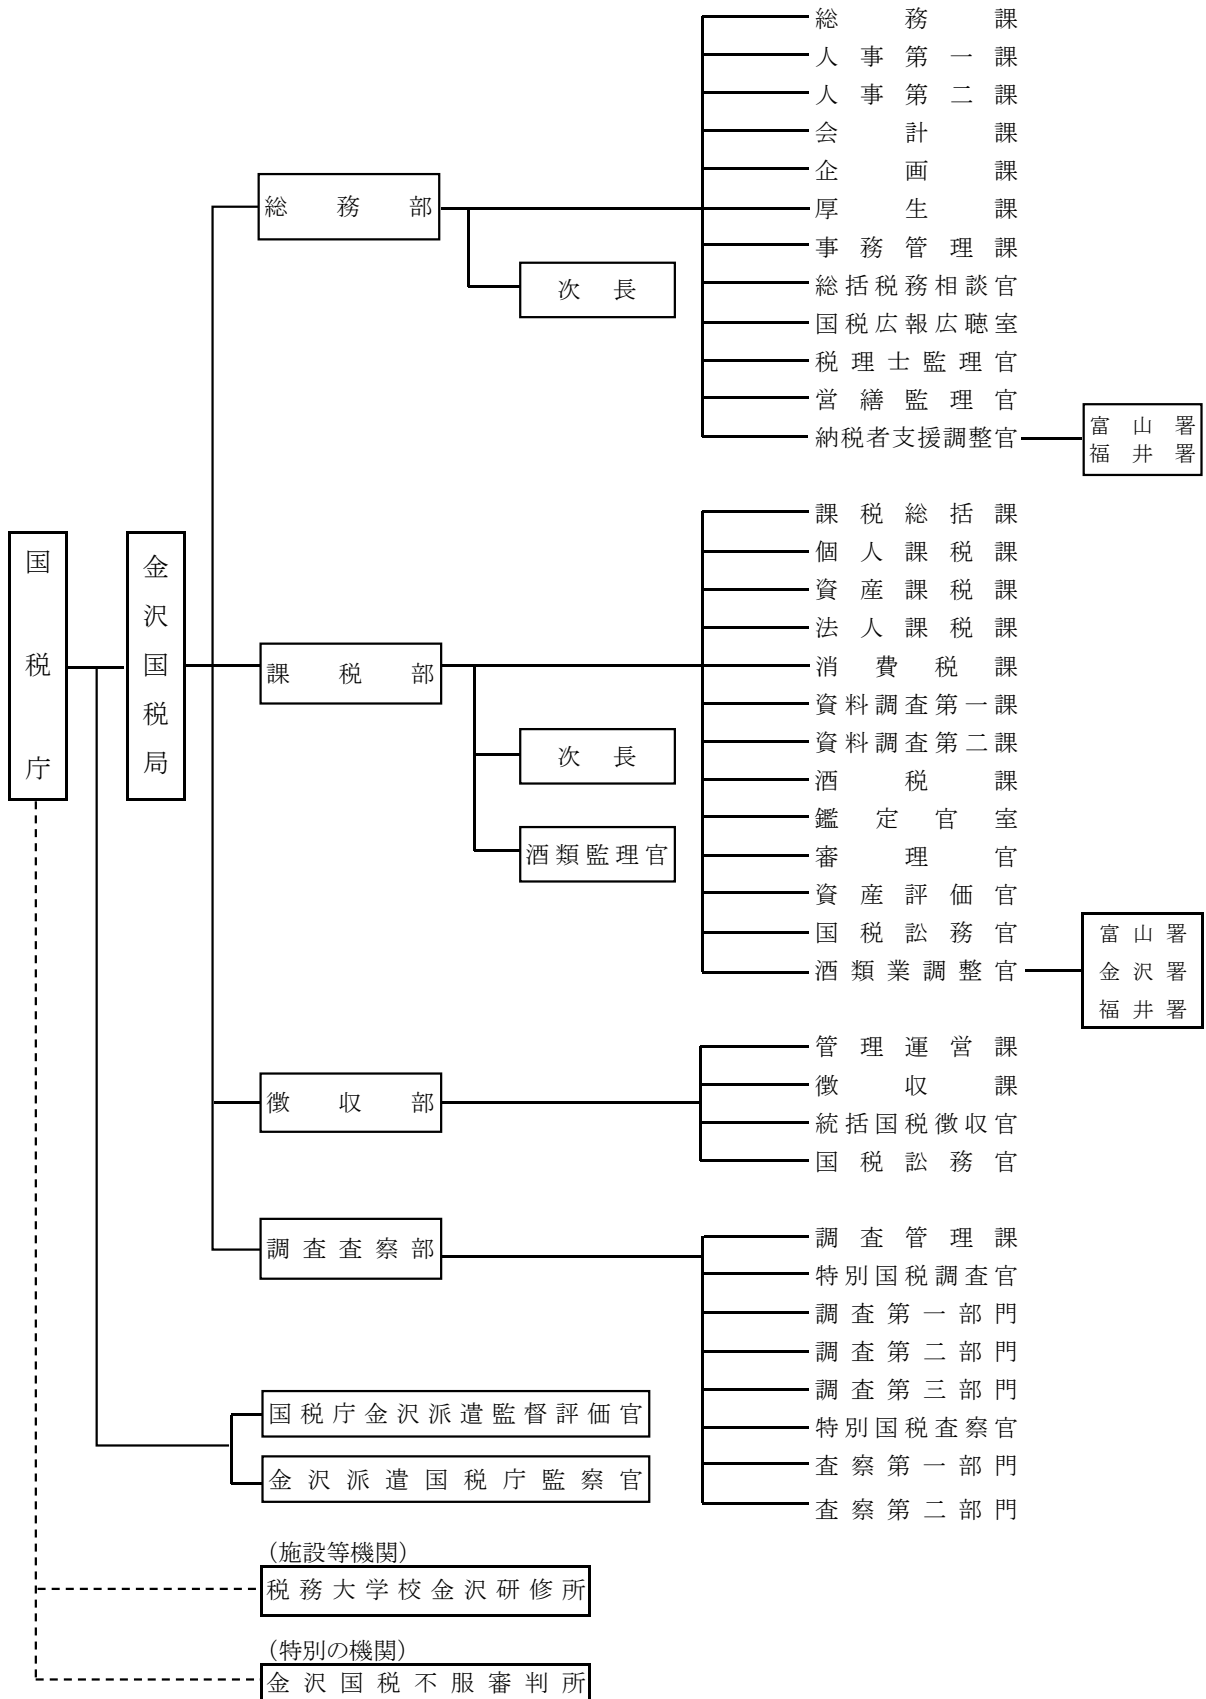 国税庁
金沢国税局
総務部
次長
総務課
人事第一課
人事第二課
会計課
企画課
厚生課
事務管理課
総括税務相談官
国税広報広聴室
税理士監理官
営繕監理官
納税者支援調整官
富山署
福井署
課税部
次長
酒類監理官
課税総括課
個人課税課
資産課税課
法人課税課
消費税課
資料調査第一課
資料調査第二課
酒税課
鑑定官室
審理官
資産評価官
国税訟務官
酒類業調整官
富山署
金沢署
福井署
徴収部
管理運営課
徴収課
統括国税徴収官
国税訟務官
調査査察部
調査管理課
特別国税調査官
調査第一部門
調査第二部門
調査第三部門
特別国税査察官
査察第一部門
査察第二部門
国税庁金沢派遣監督評価官
金沢派遣国税庁監察官
(施設等機関)
税務大学校金沢研修所
(特別の機関)
金沢国税不服審判所